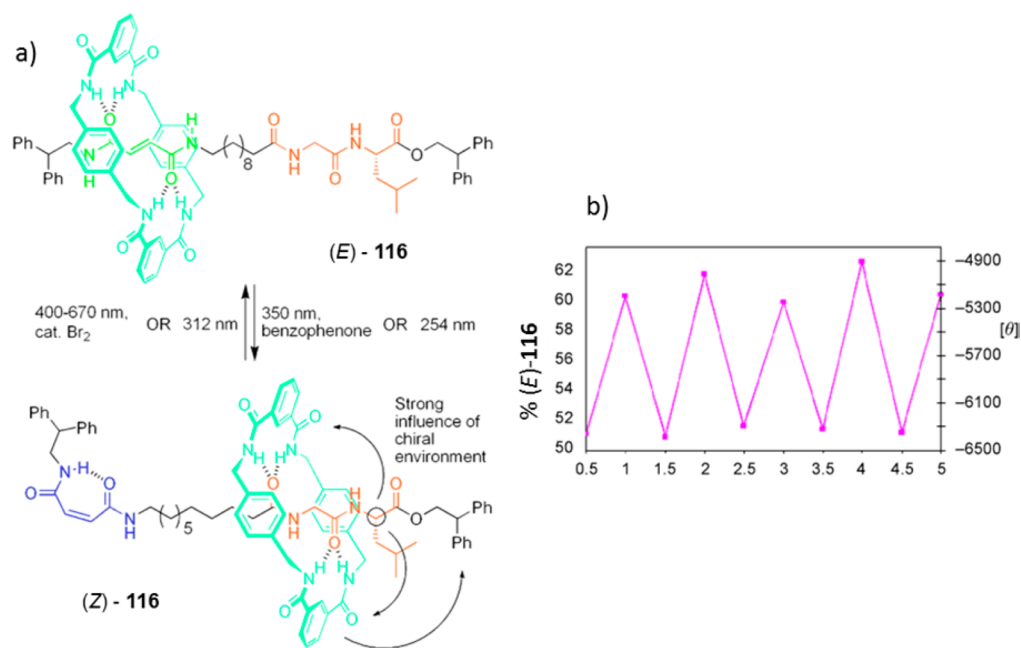 a)
O
O
N
H
H
N
O
H
N
O
N
H
O
H
N
O
Ph
Ph
N
H
8
N
H
O
O
O
Ph
Ph
N
H
H
N
O
O
(E) - 116
400-670 nm,
cat. Br2
OR
312 nm
350 nm,
benzophenone
OR
254 nm
Ph
Ph
N
H
O
O
N
H
5
O
O
N
H
H
N
O
H
N
O
N
H
O
O
Ph
Ph
N
H
H
N
O
O
Strong
influence of
chiral
environment
(Z) - 116
b)
% (E)-116
62
60
58
56
54
52
50
0.5 1 1.5 2 2.5 3 3.5 4 4.5 5
–4900
–5300
–5700
–6100
–6500
[θ]